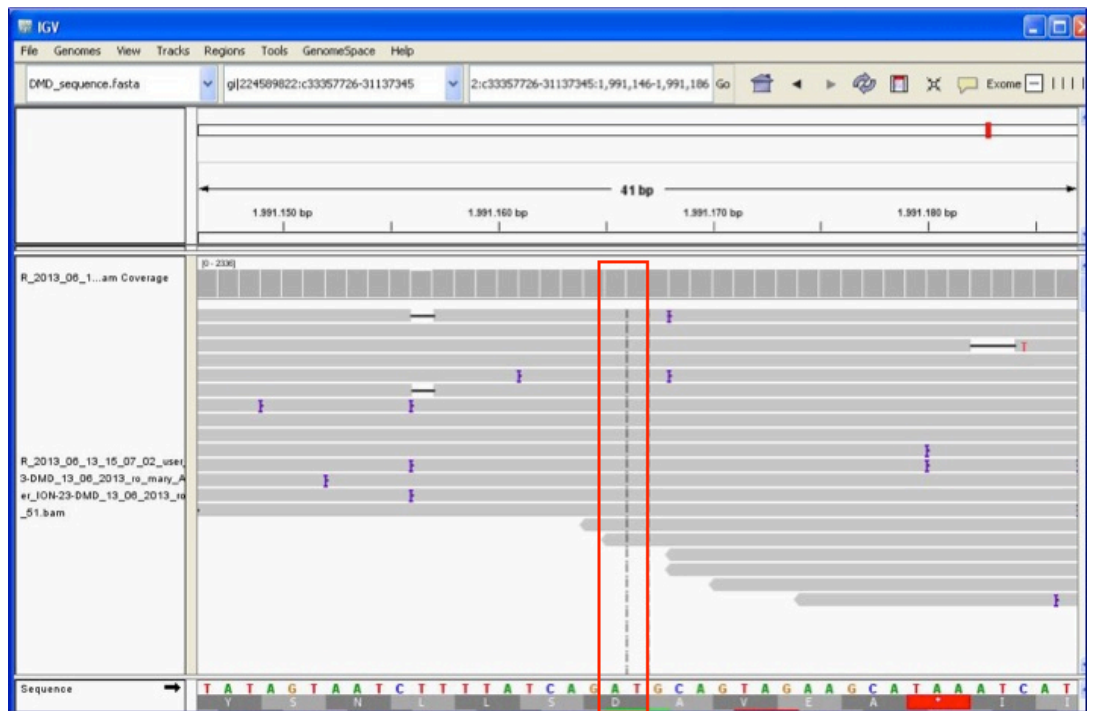 IGV
File Genomes View Tracks Regions Tools GenomeSpace Help
DMD_sequence.fasta gi|224589822:c33357726-31137345 2:c33357726-31137345:1,991,146-1,991,186 Go Exome
41 bp
1.991.150 bp 1.991.160 bp 1.991.170 bp 1.991.180 bp
[0 - 2336]
R_2013_06_1...am Coverage
T
R_2013_06_13_15_07_02_user_
3-DMD_13_06_2013_ro_mary_A
er_ION-23-DMD_13_06_2013_ro
_51.bam
Sequence T A T A G T A A T C T T T T A T C A G A T G C A G T A G A A G C A T A A A T C A T
Y S N L L S D A V E A * I I